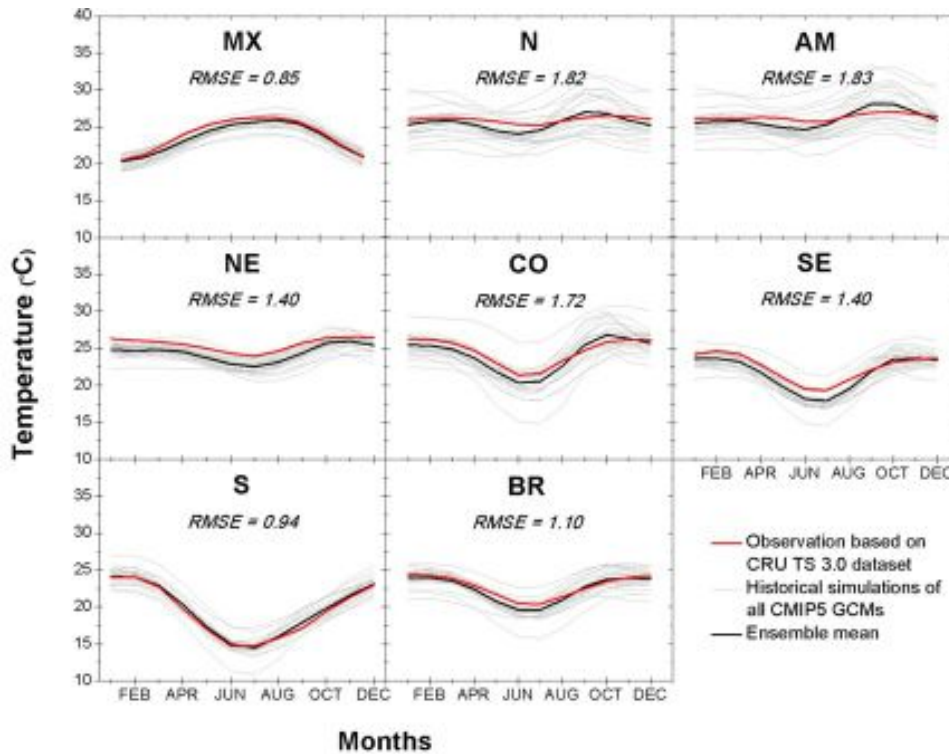 40
35
30
25
20
15
10
MX
RMSE = 0.85
N
RMSE = 1.82
AM
RMSE = 1.83
35
30
25
20
15
10
NE
RMSE = 1.40
CO
RMSE = 1.72
SE
RMSE = 1.40
FEB APR JUN AUG OCT DEC
35
30
25
20
15
10
S
RMSE = 0.94
BR
RMSE = 1.10
FEB APR JUN AUG OCT DEC
FEB APR JUN AUG OCT DEC
Observation based on
CRU TS 3.0 dataset
Historical simulations of
all CMIP5 GCMs
Ensemble mean
Temperature (°C)
Months